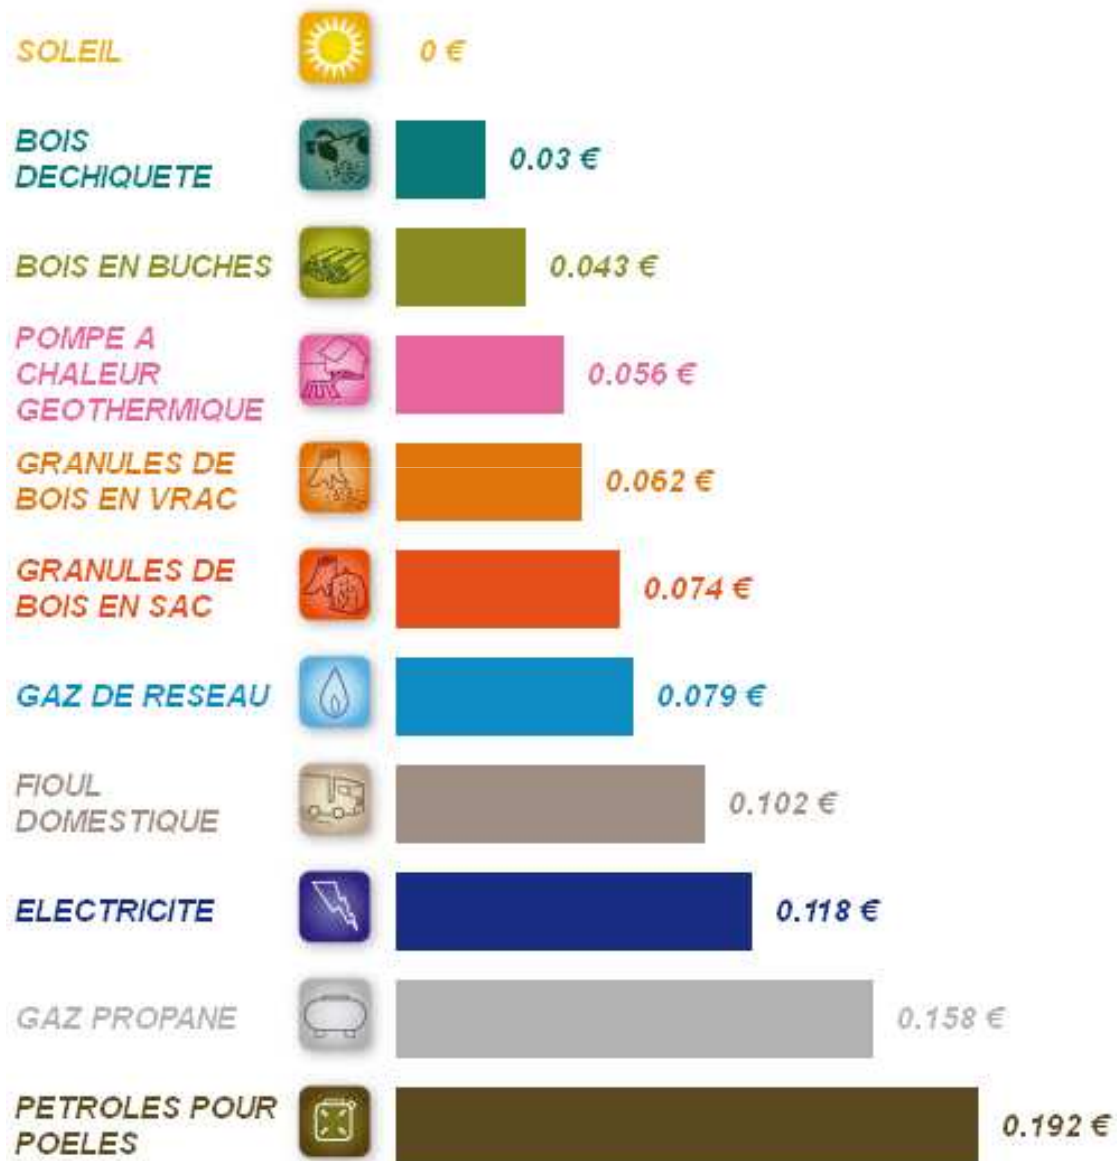 SOLEIL 0 €
BOIS
DECHIQUETE 0.03 €
BOIS EN BUCHES 0.043 €
POMPE A
CHALEUR 0.056 €
GEOTHERMIQUE
GRANULES DE
BOIS EN VRAC 0.062 €
GRANULES DE
BOIS EN SAC 0.074 €
GAZ DE RESEAU 0.079 €
FIOUL
DOMESTIQUE 0.102 €
ELECTRICITE 0.118 €
GAZ PROPANE 0.158 €
PETROLES POUR
POELES 0.192 €